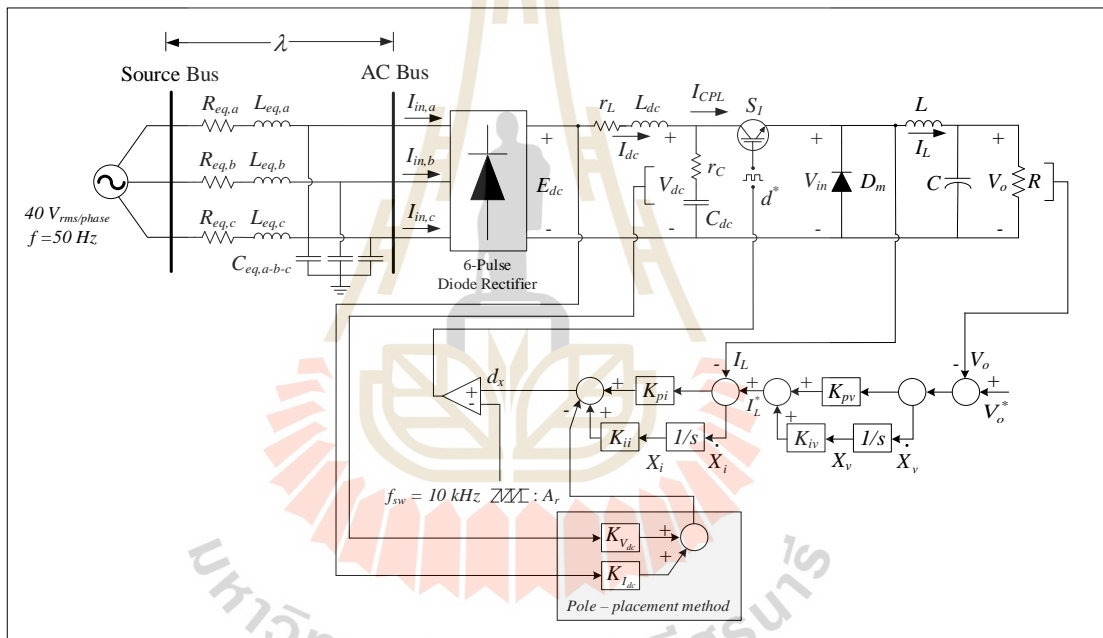 λ
Source Bus
AC Bus
R_eq,a
L_eq,a
I_in,a
r_L
L_dc
I_CPL
S_1
L
R_eq,b
L_eq,b
I_in,b
I_dc
I_L
+
+
+
+
E_dc
V_dc
r_C
d*
V_in
D_m
C
V_o
R
40 V_rms/phase
f =50 Hz
R_eq,c
L_eq,c
I_in,c
C_dc
-
-
-
-
C_eq,a-b-c
6-Pulse
Diode Rectifier
-
I_L
-
V_o
+
-
d_x
+
K_pi
+
I_L*
+
K_pv
+
V_o*
-
+
K_ii
1/s
+
K_iv
1/s
X_i
Ẋ_i
X_v
Ẋ_v
f_sw = 10 kHz
: A_r
K_Vdc
+
K_Idc
+
Pole – placement method